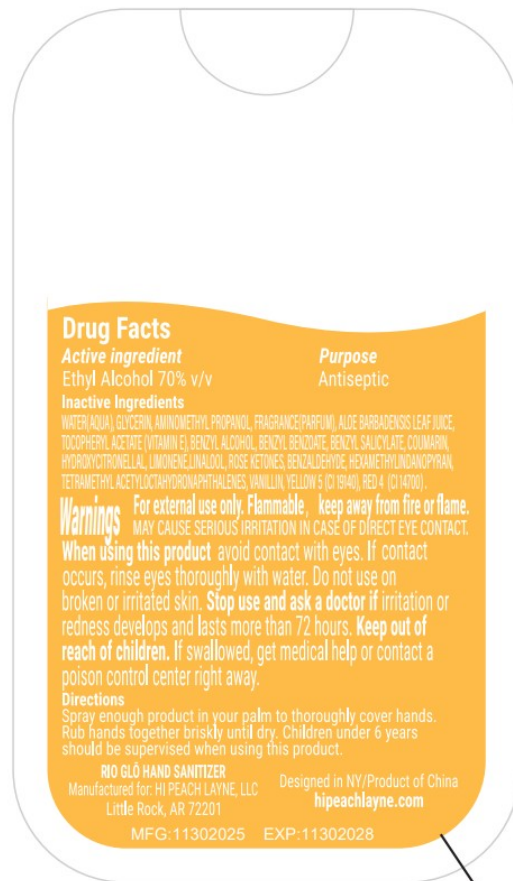 Drug Facts
Active ingredient Purpose
Ethyl Alcohol 70% v/v Antiseptic
Inactive Ingredients
WATER(AQUA), GLYCERIN, AMINOMETHYL PROPANOL, FRAGRANCE(PARFUM), ALOE BARBADENSIS LEAF JUICE,
TOCOPHERYL ACETATE (VITAMIN E), BENZYL ALCOHOL, BENZYL BENZOATE, BENZYL SALICYLATE, COUMARIN,
HYDROXYCITRONELLAL, LIMONENE,LINALOOL, ROSE KETONES, BENZALDEHYDE, HEXAMETHYLINDANOPYRAN,
TETRAMETHYL ACETYLOCTAHYDRONAPHTHALENES, VANILLIN, YELLOW 5 (CI 19140), RED 4 (CI 14700) .
Warnings For external use only. Flammable, keep away from fire or flame.
MAY CAUSE SERIOUS IRRITATION IN CASE OF DIRECT EYE CONTACT.
When using this product avoid contact with eyes. If contact
occurs, rinse eyes thoroughly with water. Do not use on
broken or irritated skin. Stop use and ask a doctor if irritation or
redness develops and lasts more than 72 hours. Keep out of
reach of children. If swallowed, get medical help or contact a
poison control center right away.
Directions
Spray enough product in your palm to thoroughly cover hands.
Rub hands together briskly until dry. Children under 6 years
should be supervised when using this product.
RIO GLÔ HAND SANITIZER
Manufactured for: HI PEACH LAYNE, LLC
Little Rock, AR 72201
Designed in NY/Product of China
hipeachlayne.com
MFG:11302025 EXP:11302028